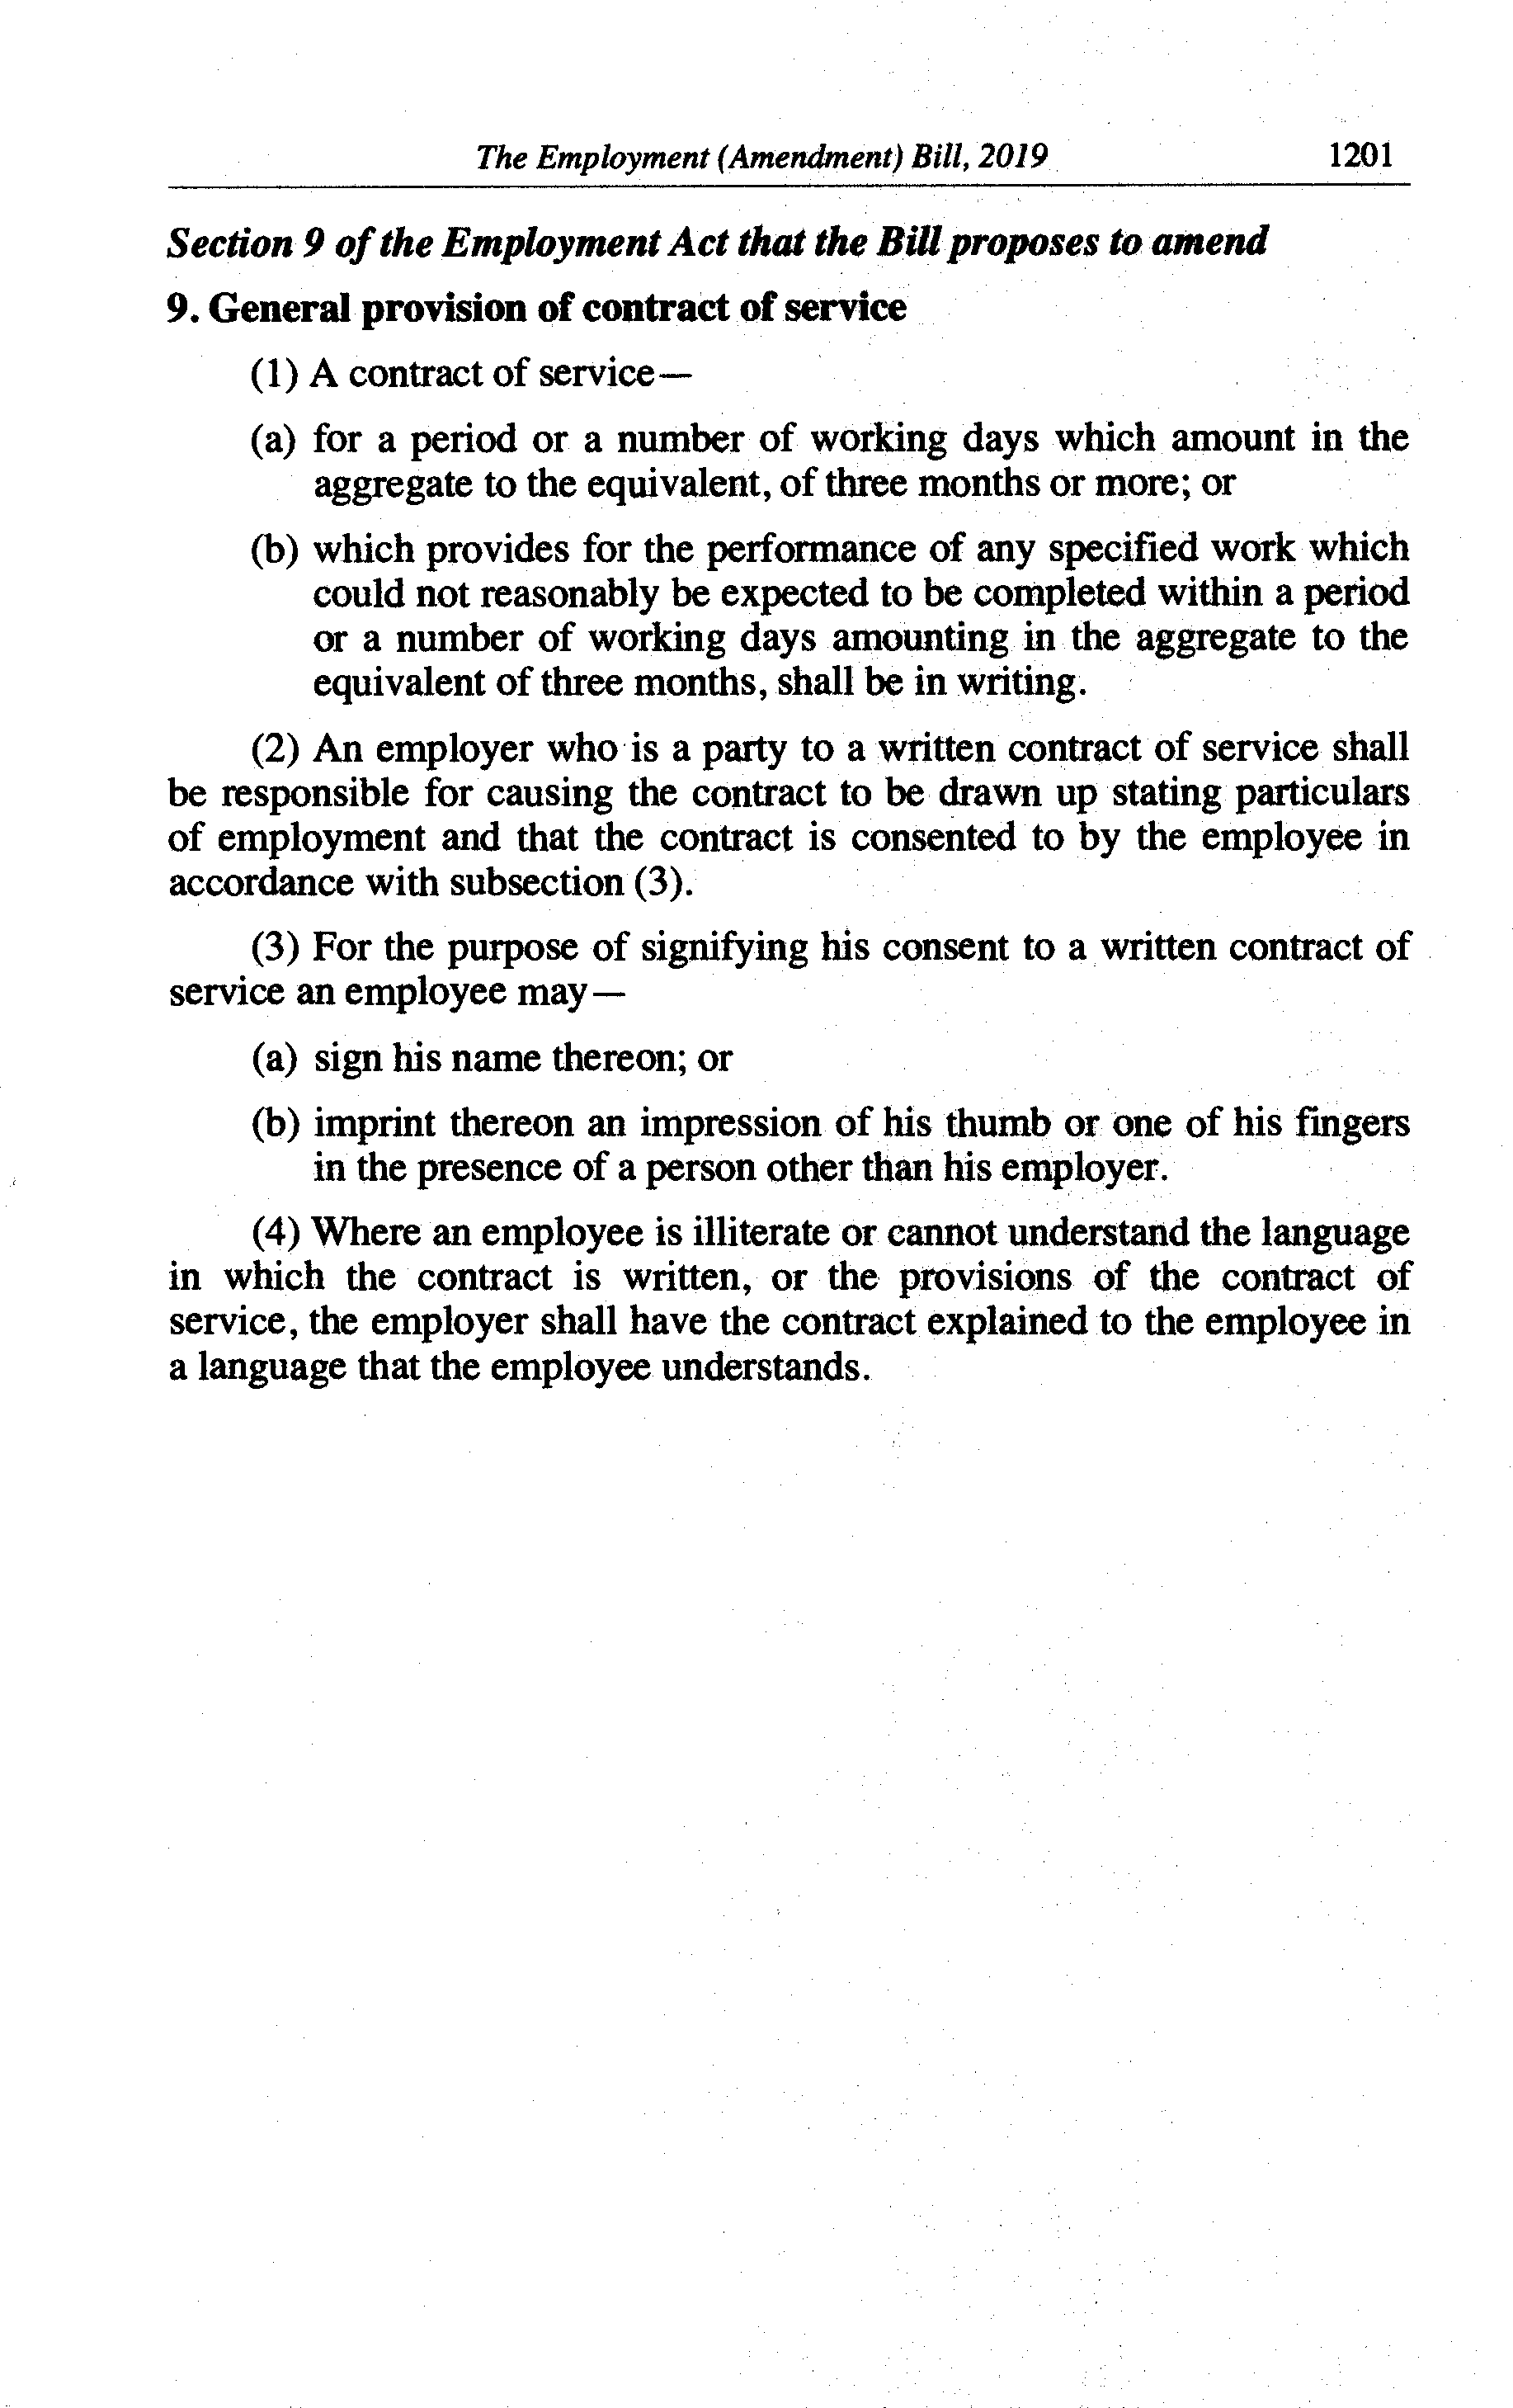 The Employment (Amendment) Bill, 2019 1201
Section 9 of the Employment Act that the Bill proposes to amend
9. General provision of contract of service
(1) A contract of service—
(a) for a period or a number of working days which amount in the
aggregate to the equivalent, of three months or more; or
(b) which provides for the performance of any specified work which
could not reasonably be expected to be completed within a period
or a number of working days amounting in the aggregate to the
equivalent of three months, shall be in writing.
(2) An employer who is a party to a written contract of service shall
be responsible for causing the contract to be drawn up stating particulars
of employment and that the contract is consented to by the employee in
accordance with subsection (3).
(3) For the purpose of signifying his consent to a written contract of
service an employee may—
(a) sign his name thereon; or
(b) imprint thereon an impression of his thumb or one of his fingers
in the presence of a person other than his employer.
(4) Where an employee is illiterate or cannot understand the language
in which the contract is written, or the provisions of the contract of
service, the employer shall have the contract explained to the employee in
a language that the employee understands.